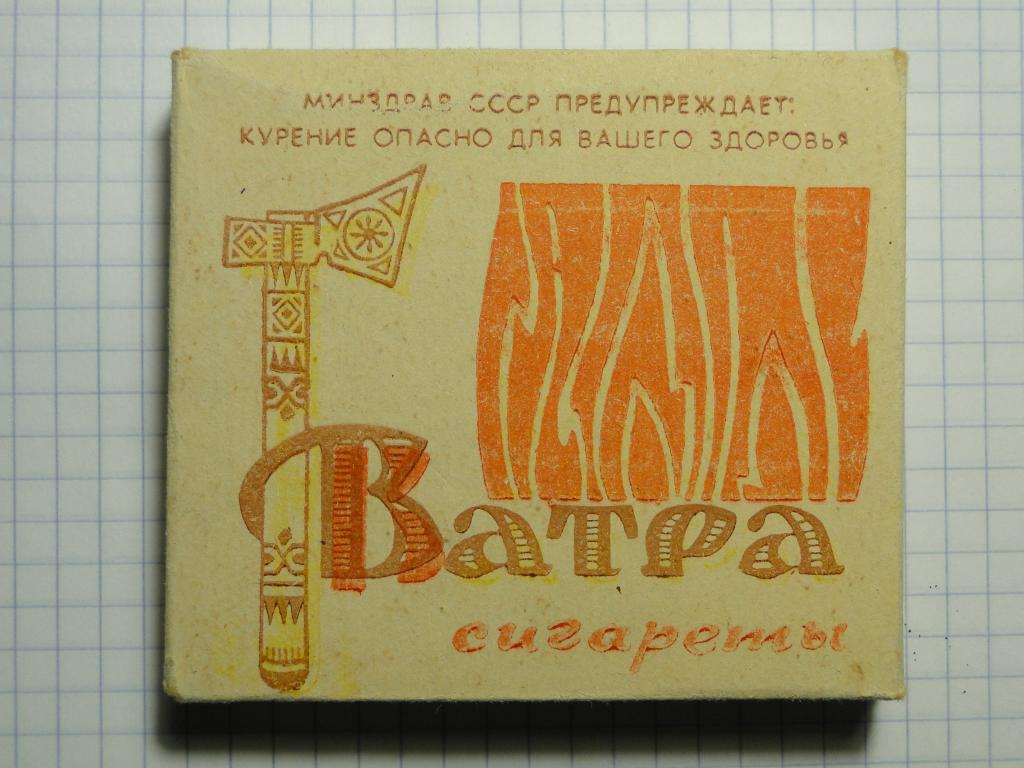 МИНЗДРАВ СССР ПРЕДУПРЕЖДАЕТ:
КУРЕНИЕ ОПАСНО ДЛЯ ВАШЕГО ЗДОРОВЬЯ
Ватра
сигареты